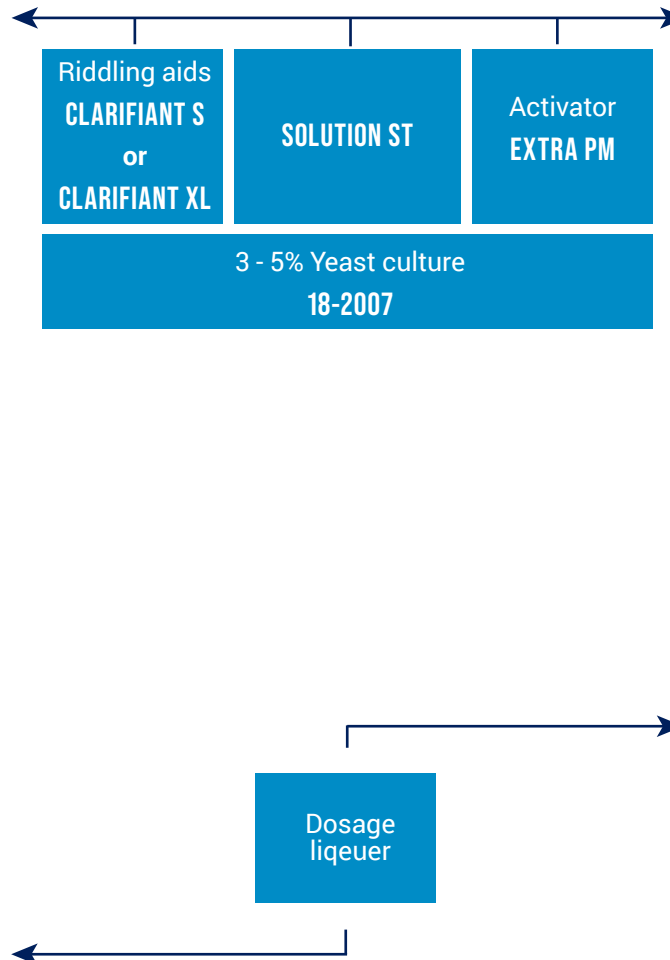 Riddling aids
CLARIFIANT S
or
CLARIFIANT XL
SOLUTION ST
Activator
EXTRA PM
3 - 5% Yeast culture
18-2007
Dosage
liqeuer